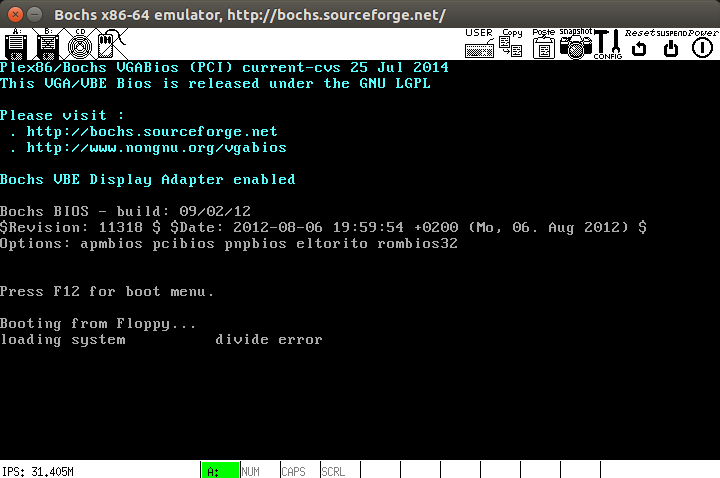 Bochs x86-64 emulator, http://bochs.sourceforge.net/
A: B: CD USER Copy Paste snapshot CONFIG Reset SUSPEND Power
Plex86/Bochs VGABios (PCI) current-cvs 25 Jul 2014
This VGA/VBE Bios is released under the GNU LGPL
Please visit :
. http://bochs.sourceforge.net
. http://www.nongnu.org/vgabios
Bochs VBE Display Adapter enabled
Bochs BIOS - build: 09/02/12
$Revision: 11318 $ $Date: 2012-08-06 19:59:54 +0200 (Mo, 06. Aug 2012) $
Options: apmbios pcibios pnpbios eltorito rombios32
Press F12 for boot menu.
Booting from Floppy...
loading system divide error
IPS: 31.405M A: NUM CAPS SCRL